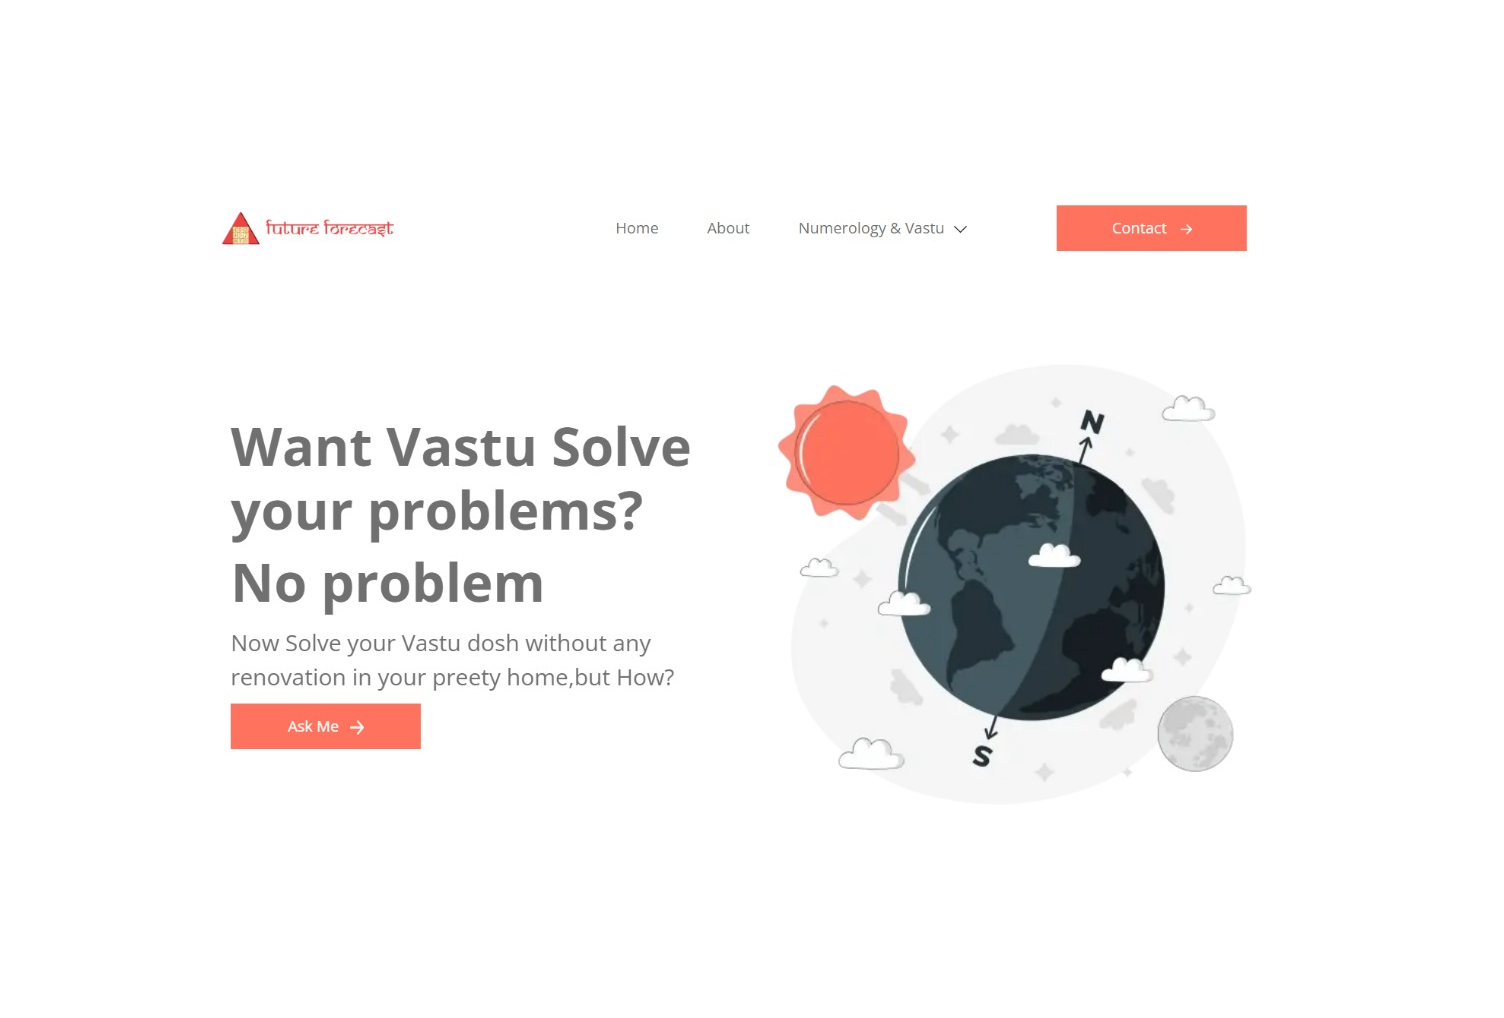 future forecast
Home
About
Numerology & Vastu
Contact
Want Vastu Solve
your problems?
No problem
Now Solve your Vastu dosh without any
renovation in your preety home,but How?
Ask Me
N
S